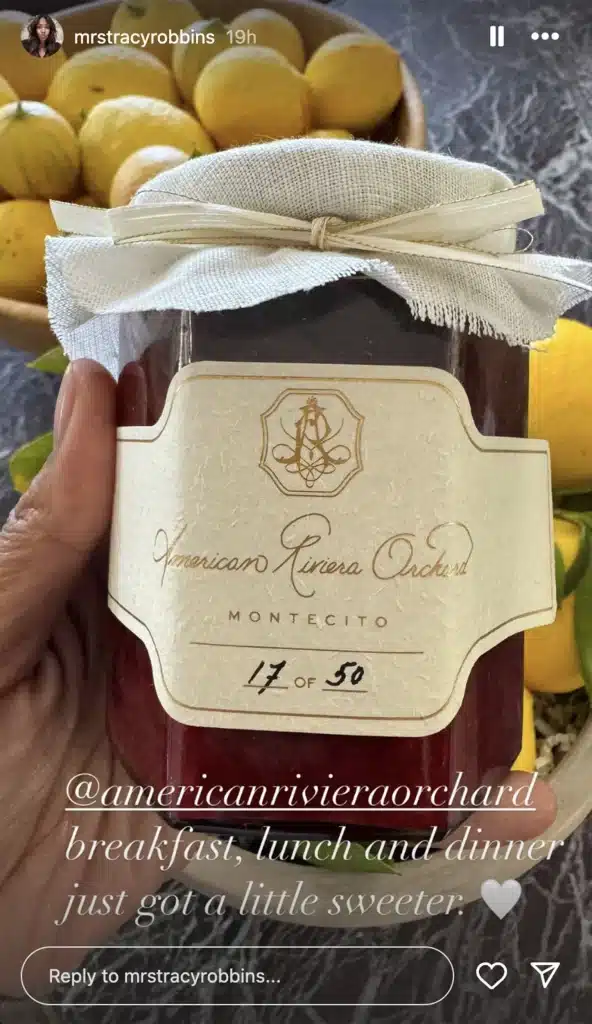 mrstracyrobbins 19h
American Riviera Orchard
MONTECITO
17 OF 50
@americanrivieraorchard
breakfast, lunch and dinner
just got a little sweeter. 🤍
Reply to mrstracyrobbins...